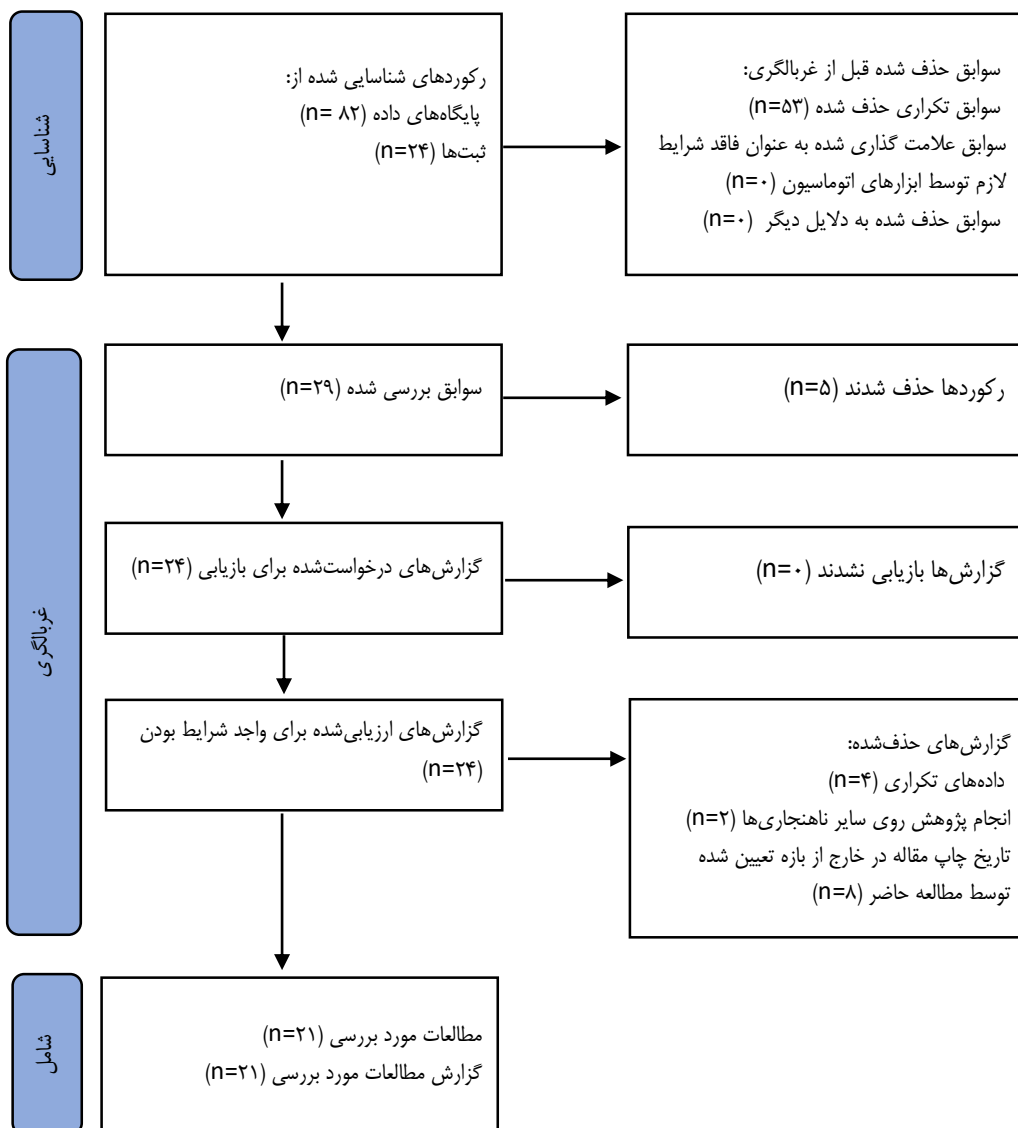 شناسایی
رکوردهای شناسایی شده از:
پایگاه‌های داده (n= ۸۲)
ثبت‌ها (n=۲۴)
سوابق حذف شده قبل از غربالگری:
سوابق تکراری حذف شده (n=۵۳)
سوابق علامت گذاری شده به عنوان فاقد شرایط
لازم توسط ابزارهای اتوماسیون (n=۰)
سوابق حذف شده به دلایل دیگر (n=۰)
غربالگری
سوابق بررسی شده (n=۲۹)
رکوردها حذف شدند (n=۵)
گزارش‌های درخواست‌شده برای بازیابی (n=۲۴)
گزارش‌ها بازیابی نشدند (n=۰)
گزارش‌های ارزیابی‌شده برای واجد شرایط بودن
(n=۲۴)
گزارش‌های حذف‌شده:
داده‌های تکراری (n=۴)
انجام پژوهش روی سایر ناهنجاری‌ها (n=۲)
تاریخ چاپ مقاله در خارج از بازه تعیین شده
توسط مطالعه حاضر (n=۸)
شامل
مطالعات مورد بررسی (n=۲۱)
گزارش مطالعات مورد بررسی (n=۲۱)